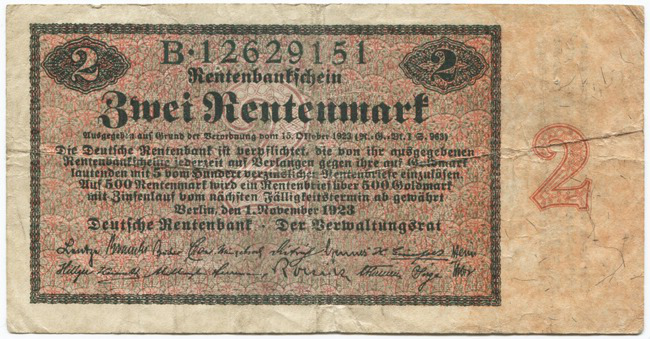 B·12629151
2 2
Rentenbankschein
Zwei Rentenmark
Ausgegeben auf Grund der Verordnung vom 15. Oktober 1923 (R.-G.-Bl. I S. 963)
Die Deutsche Rentenbank ist verpflichtet, die von ihr ausgegebenen
Rentenbankscheine jederzeit auf Verlangen gegen ihre auf Goldmark
lautenden mit 5 vom Hundert verzinslichen Rentenbriefe einzulösen.
Auf 500 Rentenmark wird ein Rentenbrief über 500 Goldmark
mit Zinsenlauf vom nächsten Fälligkeitstermin ab gewährt
Berlin, den 1. November 1923
Deutsche Rentenbank · Der Verwaltungsrat
Lentze
2